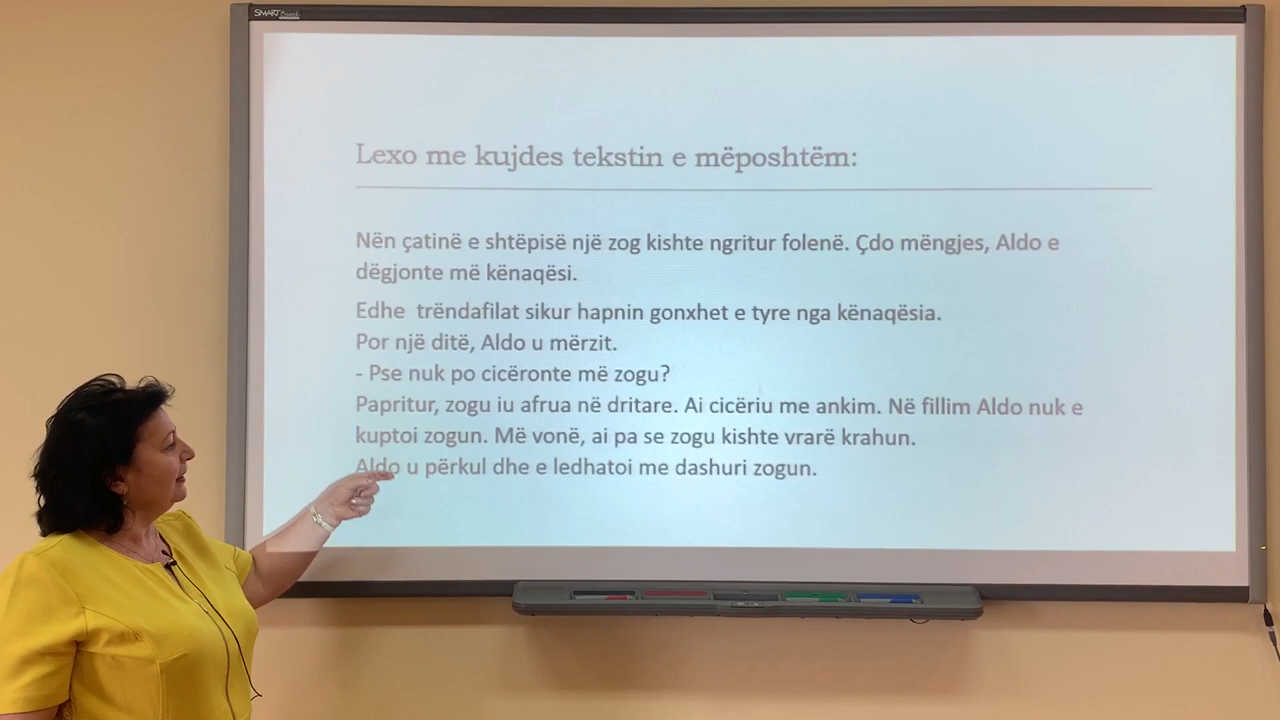 SMART Board
Lexo me kujdes tekstin e mëposhtëm:
Nën çatinë e shtëpisë një zog kishte ngritur folenë. Çdo mëngjes, Aldo e
dëgjonte më kënaqësi.
Edhe trëndafilat sikur hapnin gonxhet e tyre nga kënaqësia.
Por një ditë, Aldo u mërzit.
- Pse nuk po cicëronte më zogu?
Papritur, zogu iu afrua në dritare. Ai cicëriu me ankim. Në fillim Aldo nuk e
kuptoi zogun. Më vonë, ai pa se zogu kishte vrarë krahun.
Aldo u përkul dhe e ledhatoi me dashuri zogun.